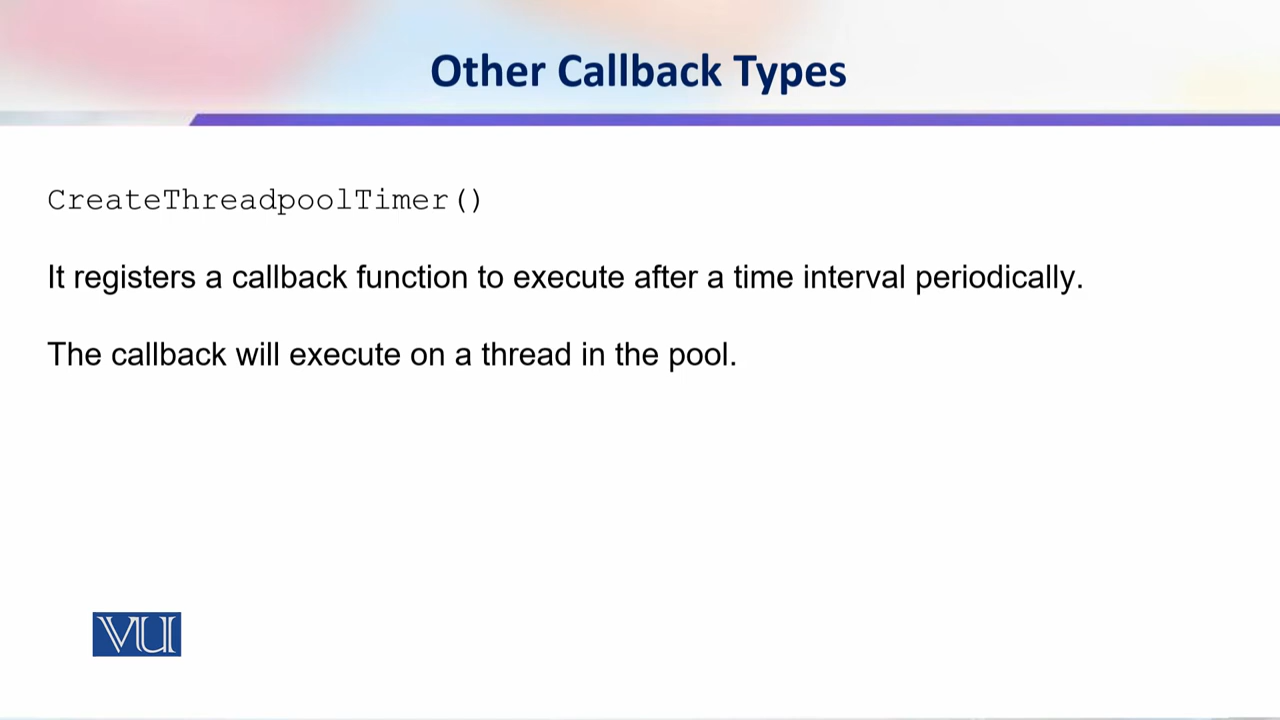 Other Callback Types
CreateThreadpoolTimer()
It registers a callback function to execute after a time interval periodically.
The callback will execute on a thread in the pool.
VU